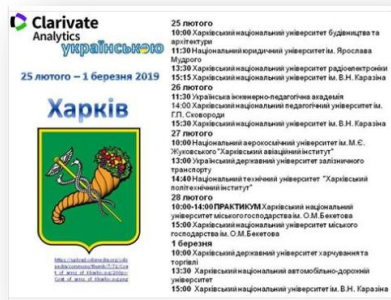 Clarivate
Analytics
українською
25 лютого – 1 березня 2019
Харків
25 лютого
10:00 Харківський національний університет будівництва та
архітектури
11:30 Національний юридичний університет ім. Ярослава
Мудрого
13:30 Харківський національний університет радіоелектроніки
15:15 Харківський національний університет ім. В.Н. Каразіна
26 лютого
11:30 Українська інженерно-педагогічна академія
14:00 Харківський національний педагогічний університет ім.
Г.П. Сковороди
15:30 Харківський національний університет ім. В.Н. Каразіна
27 лютого
10:00 Національний аерокосмічний університет ім. М.Є.
Жуковського "Харківський авіаційний інститут"
13:00 Український державний університет залізничного
транспорту
14:40 Національний технічний університет "Харківський
політехнічний інститут"
28 лютого
10:00-14:00 ПРАКТИКУМ Харківський національний
університет міського господарства ім. О.М.Бекетова
15:00 Харківський національний університет міського
господарства ім. О.М.Бекетова
1 березня
10:00 Харківський державний університет харчування та
торгівлі
13:30 Харківський національний автомобільно-дорожній
університет
15:00 Харківський національний університет ім. В.Н. Каразіна